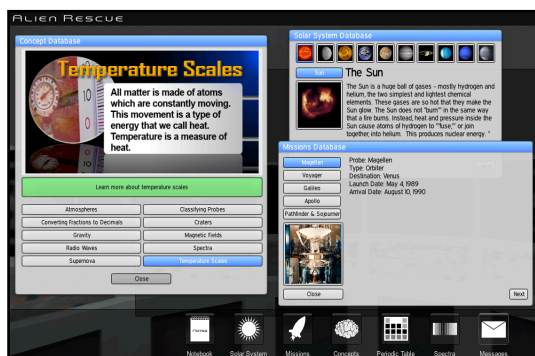 Alien Rescue
Concept Database
Temperature Scales
All matter is made of atoms
which are constantly moving.
This movement is a type of
energy that we call heat.
Temperature is a measure of
heat.
Learn more about temperature scales
Atmospheres
Classifying Probes
Converting Fractions to Decimals
Craters
Gravity
Magnetic Fields
Radio Waves
Spectra
Supernova
Temperature Scales
Close
Solar System Database
Sun
The Sun
The Sun is a huge ball of gases - mostly hydrogen and
helium, the two simplest and lightest chemical
elements. These gases are so hot that they make the
Sun glow. The Sun does not "burn" in the same way
that a fire burns. Instead, heat and pressure inside the
Sun cause atoms of hydrogen to "fuse," or join
together, into helium. This produces nuclear energy.
Missions Database
Magellan
Voyager
Galileo
Apollo
Pathfinder & Sojourner
Probe: Magellen
Type: Orbiter
Destination: Venus
Launch Date: May 4, 1989
Arrival Date: August 10, 1990
Close
Next
Notebook
Solar System
Missions
Concepts
Periodic Table
Spectra
Messages